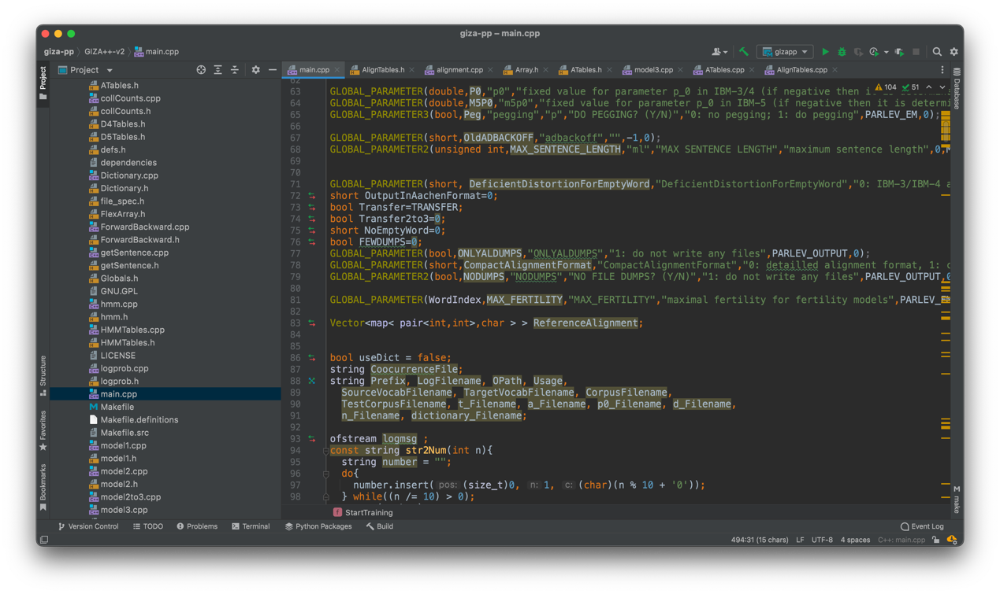 giza-pp – main.cpp
giza-pp
GIZA++-v2
main.cpp
gizapp
Project
main.cpp
AlignTables.h
alignment.cpp
Array.h
ATables.h
model3.cpp
ATables.cpp
AlignTables.cpp
Project
Structure
Favorites
Bookmarks
Database
make
ATables.h
collCounts.cpp
collCounts.h
D4Tables.h
D5Tables.h
defs.h
dependencies
Dictionary.cpp
Dictionary.h
file_spec.h
FlexArray.h
ForwardBackward.cpp
ForwardBackward.h
getSentence.cpp
getSentence.h
Globals.h
GNU.GPL
hmm.cpp
hmm.h
HMMTables.cpp
HMMTables.h
LICENSE
logprob.cpp
logprob.h
main.cpp
Makefile
Makefile.definitions
Makefile.src
model1.cpp
model1.h
model2.cpp
model2.h
model2to3.cpp
model3.cpp
104 51
62
63 GLOBAL_PARAMETER(double,P0,"p0","fixed value for parameter p_0 in IBM-3/4 (if negative then i
64 GLOBAL_PARAMETER(double,M5P0,"m5p0","fixed value for parameter p_0 in IBM-5 (if negative then it is determi
65 GLOBAL_PARAMETER3(bool,Peg,"pegging","p","DO PEGGING? (Y/N)","0: no pegging; 1: do pegging",PARLEV_EM,0);
66
67 GLOBAL_PARAMETER(short,OldADBACKOFF,"adbackoff","",-1,0);
68 GLOBAL_PARAMETER2(unsigned int,MAX_SENTENCE_LENGTH,"ml","MAX SENTENCE LENGTH","maximum sentence length",0,M
69
70
71 GLOBAL_PARAMETER(short, DeficientDistortionForEmptyWord,"DeficientDistortionForEmptyWord","0: IBM-3/IBM-4 a
72 short OutputInAachenFormat=0;
73 bool Transfer=TRANSFER;
74 bool Transfer2to3=0;
75 short NoEmptyWord=0;
76 bool FEWDUMPS=0;
77 GLOBAL_PARAMETER(bool,ONLYALDUMPS,"ONLYALDUMPS","1: do not write any files",PARLEV_OUTPUT,0);
78 GLOBAL_PARAMETER(short,CompactAlignmentFormat,"CompactAlignmentFormat","0: detailled alignment format, 1: c
79 GLOBAL_PARAMETER2(bool,NODUMPS,"NODUMPS","NO FILE DUMPS? (Y/N)","1: do not write any files",PARLEV_OUTPUT,0
80
81 GLOBAL_PARAMETER(WordIndex,MAX_FERTILITY,"MAX_FERTILITY","maximal fertility for fertility models",PARLEV_
82
83 Vector<map< pair<int,int>,char > > ReferenceAlignment;
84
85
86 bool useDict = false;
87 string CoocurrenceFile;
88 string Prefix, LogFilename, OPath, Usage,
89 SourceVocabFilename, TargetVocabFilename, CorpusFilename,
90 TestCorpusFilename, t_Filename, a_Filename, p0_Filename, d_Filename,
91 n_Filename, dictionary_Filename;
92
93 ofstream logmsg ;
94 const string str2Num(int n){
95 string number = "";
96 do{
97 number.insert( pos: (size_t)0, n: 1, c: (char)(n % 10 + '0'));
98 } while((n /= 10) > 0);
f StartTraining
Version Control
TODO
Problems
Terminal
Python Packages
Build
Event Log
494:31 (15 chars)
LF
UTF-8
4 spaces
C++: main.cpp